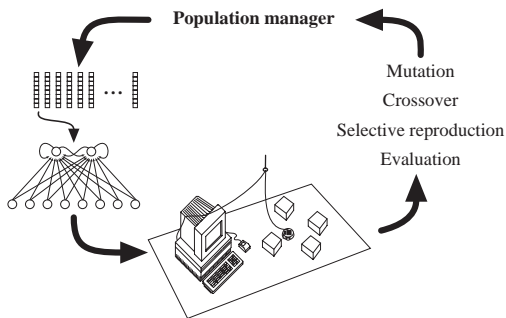 Population manager
Mutation
Crossover
Selective reproduction
Evaluation